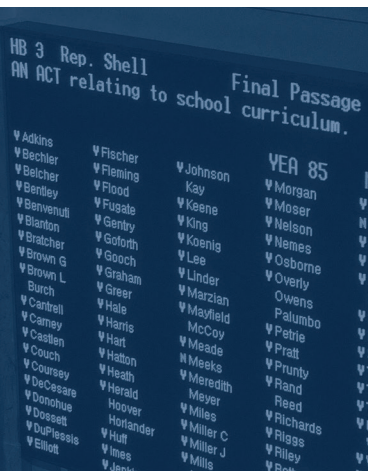 HB 3 Rep. Shell Final Passage
AN ACT relating to school curriculum.
YEA 85
Y Adkins
Y Bechler
Y Belcher
Y Bentley
Y Benvenuti
Y Blanton
Y Bratcher
Y Brown G
Y Brown L
Burch
Y Cantrell
Y Carney
Y Castlen
Y Couch
Y Coursey
Y DeCesare
Y Donohue
Y Dossett
Y DuPlessis
Y Elliott
Y Fischer
Y Fleming
Y Flood
Y Fugate
Y Gentry
Y Goforth
Y Gooch
Y Graham
Y Greer
Y Hale
Y Harris
Y Hart
Y Hatton
Y Heath
Y Herald
Hoover
Horlander
Y Huff
Y Imes
Y Johnson
Kay
Y Keene
Y King
Y Koenig
Y Lee
Y Linder
Y Marzian
Y Mayfield
McCoy
Y Meade
N Meeks
Y Meredith
Meyer
Y Miles
Y Miller C
Y Miller J
Y Mills
Y Morgan
Y Moser
Y Nelson
Y Nemes
Y Osborne
Y Overly
Owens
Palumbo
Y Petrie
Y Pratt
Y Prunty
Y Rand
Reed
Y Richards
Y Riggs
Y Riley